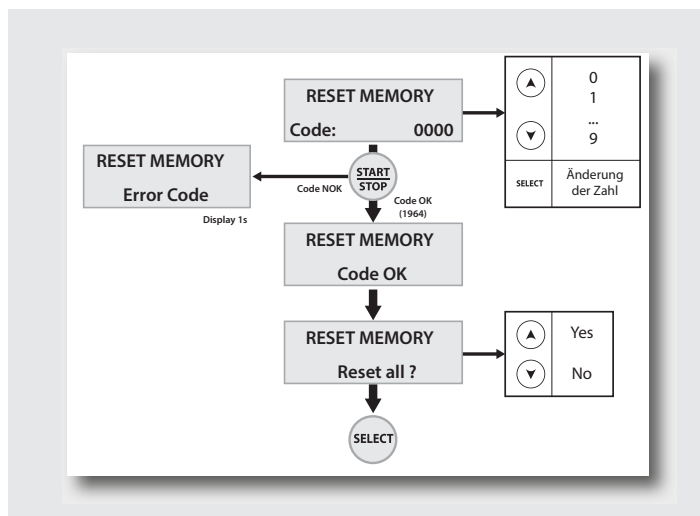 RESET MEMORY
Code: 0000
0
1
...
9
SELECT
Änderung
der Zahl
START
STOP
RESET MEMORY
Error Code
Display 1s
Code NOK
Code OK
(1964)
RESET MEMORY
Code OK
RESET MEMORY
Reset all ?
Yes
No
SELECT